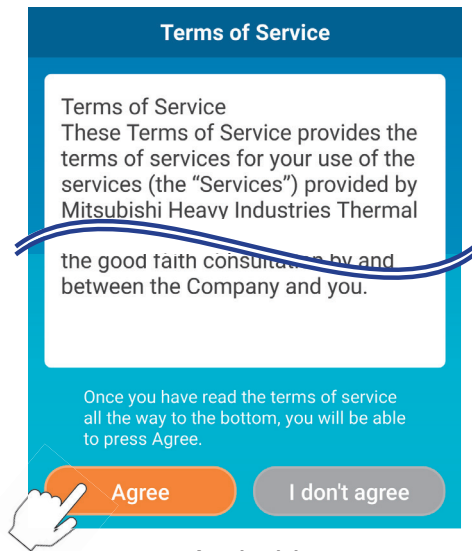 Terms of Service
Terms of Service
These Terms of Service provides the
terms of services for your use of the
services (the “Services”) provided by
Mitsubishi Heavy Industries Thermal
the good faith consultation by and
between the Company and you.
Once you have read the terms of service
all the way to the bottom, you will be able
to press Agree.
Agree
I don't agree